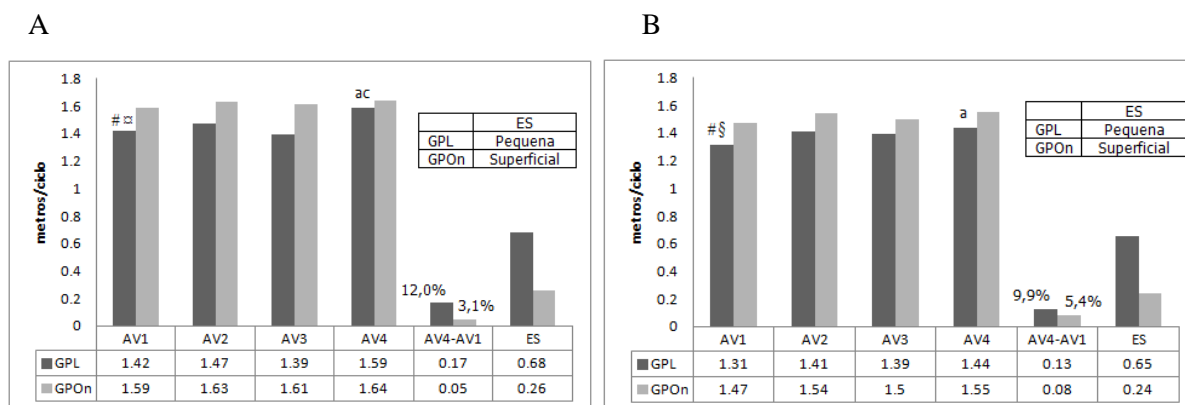 A
B
metros/ciclo
1.8
1.6
1.4
1.2
1
0.8
0.6
0.4
0.2
0
#¤
ac
12,0%
3,1%
ES
GPL Pequena
GPOn Superficial
AV1 AV2 AV3 AV4 AV4-AV1 ES
GPL 1.42 1.47 1.39 1.59 0.17 0.68
GPOn 1.59 1.63 1.61 1.64 0.05 0.26
metros/ciclo
1.8
1.6
1.4
1.2
1
0.8
0.6
0.4
0.2
0
#§
a
9,9%
5,4%
ES
GPL Pequena
GPOn Superficial
AV1 AV2 AV3 AV4 AV4-AV1 ES
GPL 1.31 1.41 1.39 1.44 0.13 0.65
GPOn 1.47 1.54 1.5 1.55 0.08 0.24